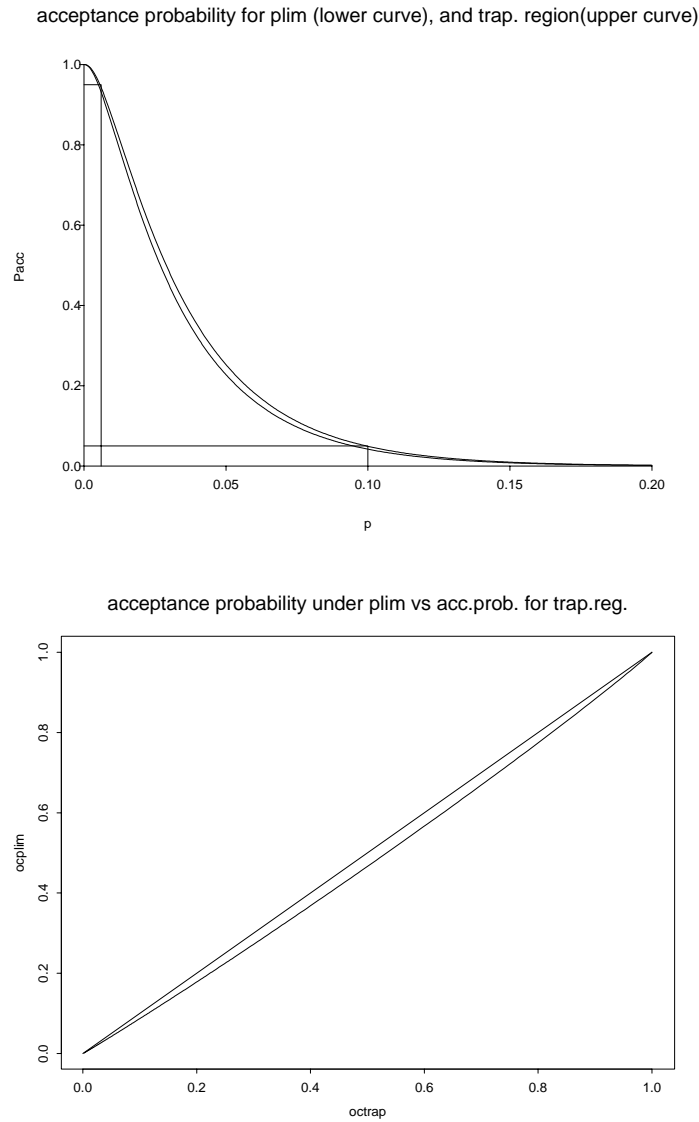 acceptance probability for plim (lower curve), and trap. region(upper curve)
1.0
0.8
0.6
Pacc
0.4
0.2
0.0
0.0 0.05 0.10 0.15 0.20
p
acceptance probability under plim vs acc.prob. for trap.reg.
1.0
0.8
0.6
ocplim
0.4
0.2
0.0
0.0 0.2 0.4 0.6 0.8 1.0
octrap